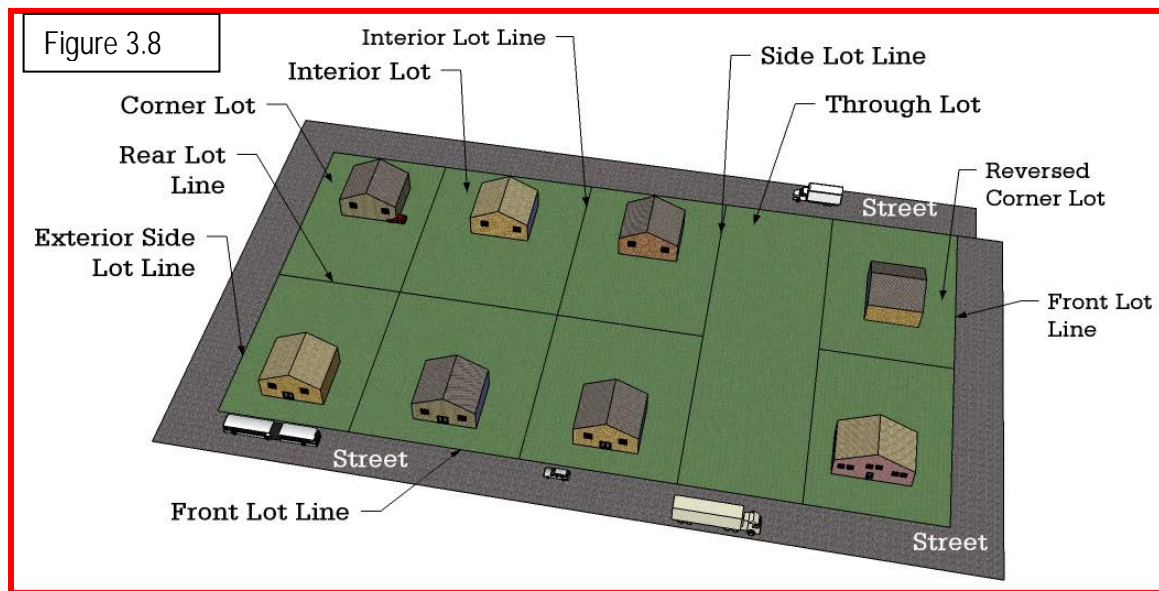 Figure 3.8
Interior Lot Line
Side Lot Line
Interior Lot
Through Lot
Corner Lot
Rear Lot
Line
Reversed
Corner Lot
Street
Exterior Side
Lot Line
Front Lot
Line
Street
Front Lot Line
Street